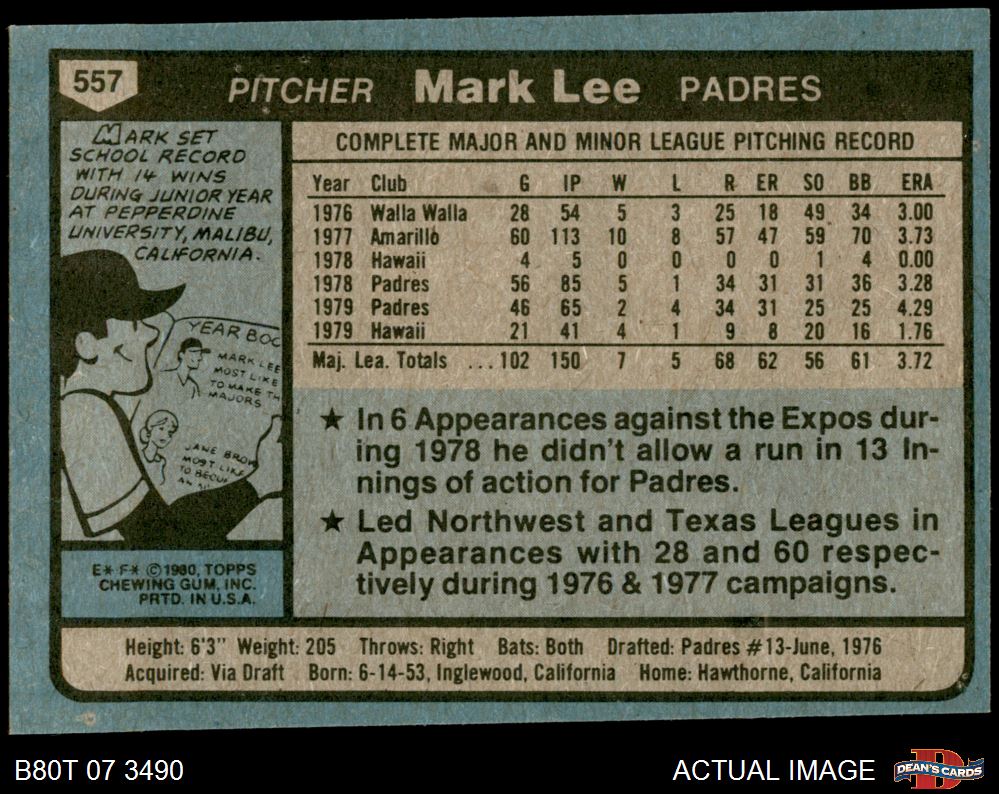 557
PITCHER Mark Lee PADRES
MARK SET
SCHOOL RECORD
WITH 14 WINS
DURING JUNIOR YEAR
AT PEPPERDINE
UNIVERSITY, MALIBU,
CALIFORNIA.
YEAR BOO
MARK LEE
MOST LIKE
TO MAKE TH
MAJORS
JANE BROW
MOST LIKE
TO BECOM
AN
E* F* ©1980, TOPPS
CHEWING GUM, INC.
PRTD. IN U.S.A.
COMPLETE MAJOR AND MINOR LEAGUE PITCHING RECORD
Year Club G IP W L R ER SO BB ERA
1976 Walla Walla 28 54 5 3 25 18 49 34 3.00
1977 Amarillo 60 113 10 8 57 47 59 70 3.73
1978 Hawaii 4 5 0 0 0 0 1 4 0.00
1978 Padres 56 85 5 1 34 31 31 36 3.28
1979 Padres 46 65 2 4 34 31 25 25 4.29
1979 Hawaii 21 41 4 1 9 8 20 16 1.76
Maj. Lea. Totals ...102 150 7 5 68 62 56 61 3.72
★ In 6 Appearances against the Expos dur-
ing 1978 he didn't allow a run in 13 In-
nings of action for Padres.
★ Led Northwest and Texas Leagues in
Appearances with 28 and 60 respec-
tively during 1976 & 1977 campaigns.
Height: 6'3" Weight: 205 Throws: Right Bats: Both Drafted: Padres #13-June, 1976
Acquired: Via Draft Born: 6-14-53, Inglewood, California Home: Hawthorne, California
B80T 07 3490
ACTUAL IMAGE
DEAN'S CARDS